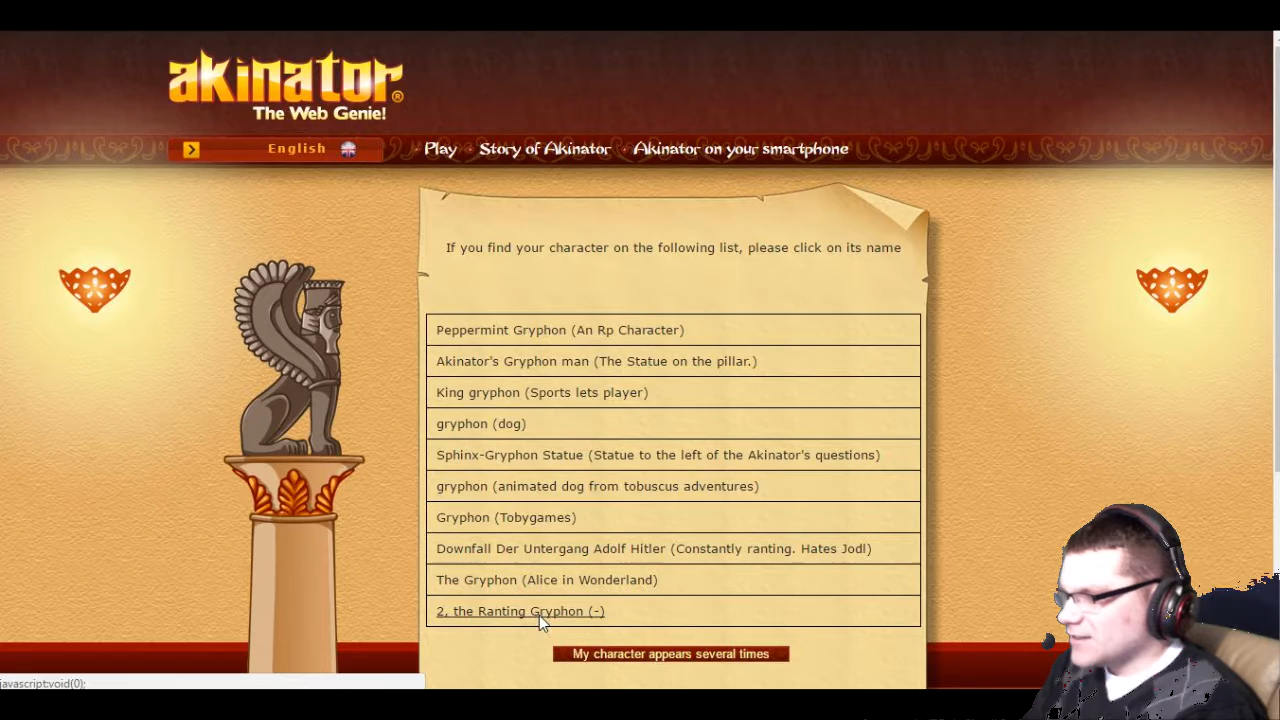 akinator®
The Web Genie!
English
Play
Story of Akinator
Akinator on your smartphone
If you find your character on the following list, please click on its name
Peppermint Gryphon (An Rp Character)
Akinator's Gryphon man (The Statue on the pillar.)
King gryphon (Sports lets player)
gryphon (dog)
Sphinx-Gryphon Statue (Statue to the left of the Akinator's questions)
gryphon (animated dog from tobuscus adventures)
Gryphon (Tobygames)
Downfall Der Untergang Adolf Hitler (Constantly ranting. Hates Jodl)
The Gryphon (Alice in Wonderland)
2, the Ranting Gryphon (-)
My character appears several times
javascript:void(0);